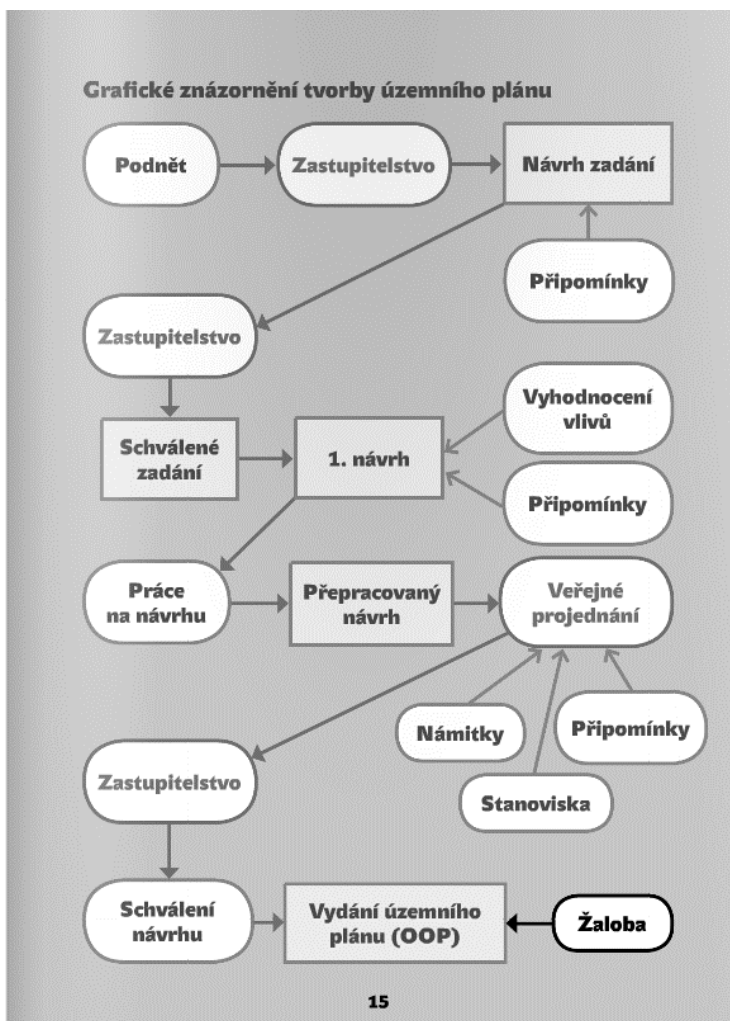 Grafické znázornění tvorby územního plánu
Podnět
Zastupitelstvo
Návrh zadání
Připomínky
Zastupitelstvo
Vyhodnocení
vlivů
Schválené
zadání
1. návrh
Připomínky
Práce
na návrhu
Přepracovaný
návrh
Veřejné
projednání
Námitky
Připomínky
Stanoviska
Zastupitelstvo
Schválení
návrhu
Vydání územního
plánu (OOP)
Žaloba
15